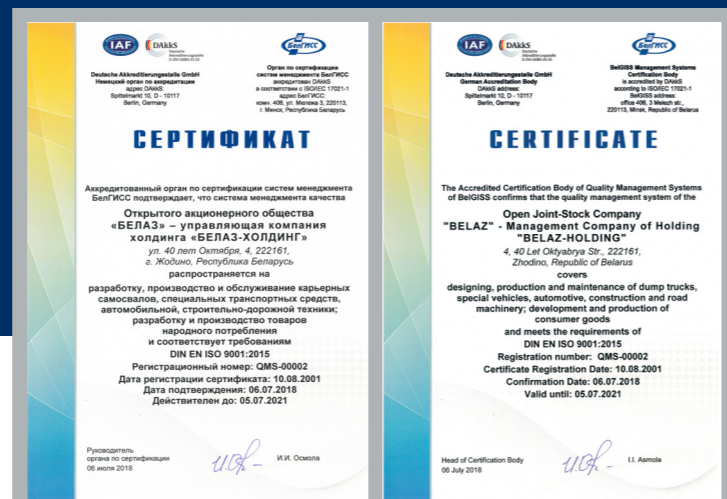 IAF
DAkkS
Deutsche
Akkreditierungsstelle
БелГИСС
Deutsche Akkreditierungsstelle GmbH
Немецкий орган по аккредитации
адрес DAkkS:
Spittelmarkt 10, D - 10117
Berlin, Germany
Орган по сертификации
систем менеджмента БелГИСС
аккредитован DAkkS
в соответствии с ISO/IEC 17021-1
адрес БелГИСС:
комн. 406, ул. Мележа 3, 220113,
г. Минск, Республика Беларусь
СЕРТИФИКАТ
Аккредитованный орган по сертификации систем менеджмента
БелГИСС подтверждает, что система менеджмента качества
Открытого акционерного общества
«БЕЛАЗ» – управляющая компания
холдинга «БЕЛАЗ-ХОЛДИНГ»
ул. 40 лет Октября, 4, 222161,
г. Жодино, Республика Беларусь
распространяется на
разработку, производство и обслуживание карьерных
самосвалов, специальных транспортных средств,
автомобильной, строительно-дорожной техники;
разработку и производство товаров
народного потребления
и соответствует требованиям
DIN EN ISO 9001:2015
Регистрационный номер: QMS-00002
Дата регистрации сертификата: 10.08.2001
Дата подтверждения: 06.07.2018
Действителен до: 05.07.2021
Руководитель
органа по сертификации
06 июля 2018
И.И. Осмола
IAF
DAkkS
Deutsche
Akkreditierungsstelle
БелГИСС
Deutsche Akkreditierungsstelle GmbH
German Accreditation Body
DAkkS address:
Spittelmarkt 10, D - 10117
Berlin, Germany
BelGISS Management Systems
Certification Body
is accredited by DAkkS
according to ISO/IEC 17021-1
BelGISS address:
office 406, 3 Melezh str.,
220113, Minsk, Republic of Belarus
CERTIFICATE
The Accredited Certification Body of Quality Management Systems
of BelGISS confirms that the quality management system of the
Open Joint-Stock Company
"BELAZ" - Management Company of Holding
"BELAZ-HOLDING"
4, 40 Let Oktyabrya Str., 222161,
Zhodino, Republic of Belarus
covers
designing, production and maintenance of dump trucks,
special vehicles, automotive, construction and road
machinery; development and production of
consumer goods
and meets the requirements of
DIN EN ISO 9001:2015
Registration number: QMS-00002
Certificate Registration Date: 10.08.2001
Confirmation Date: 06.07.2018
Valid until: 05.07.2021
Head of Certification Body
06 July 2018
I.I. Asmola